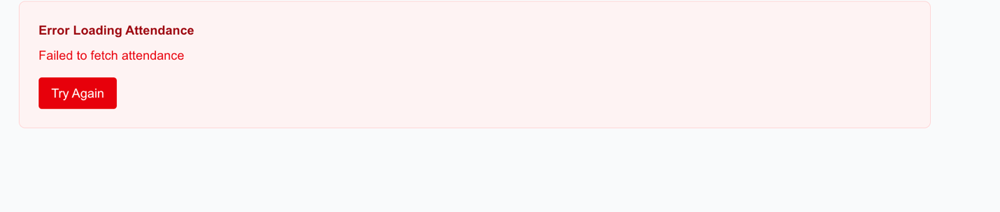 Error Loading Attendance
Failed to fetch attendance
Try Again